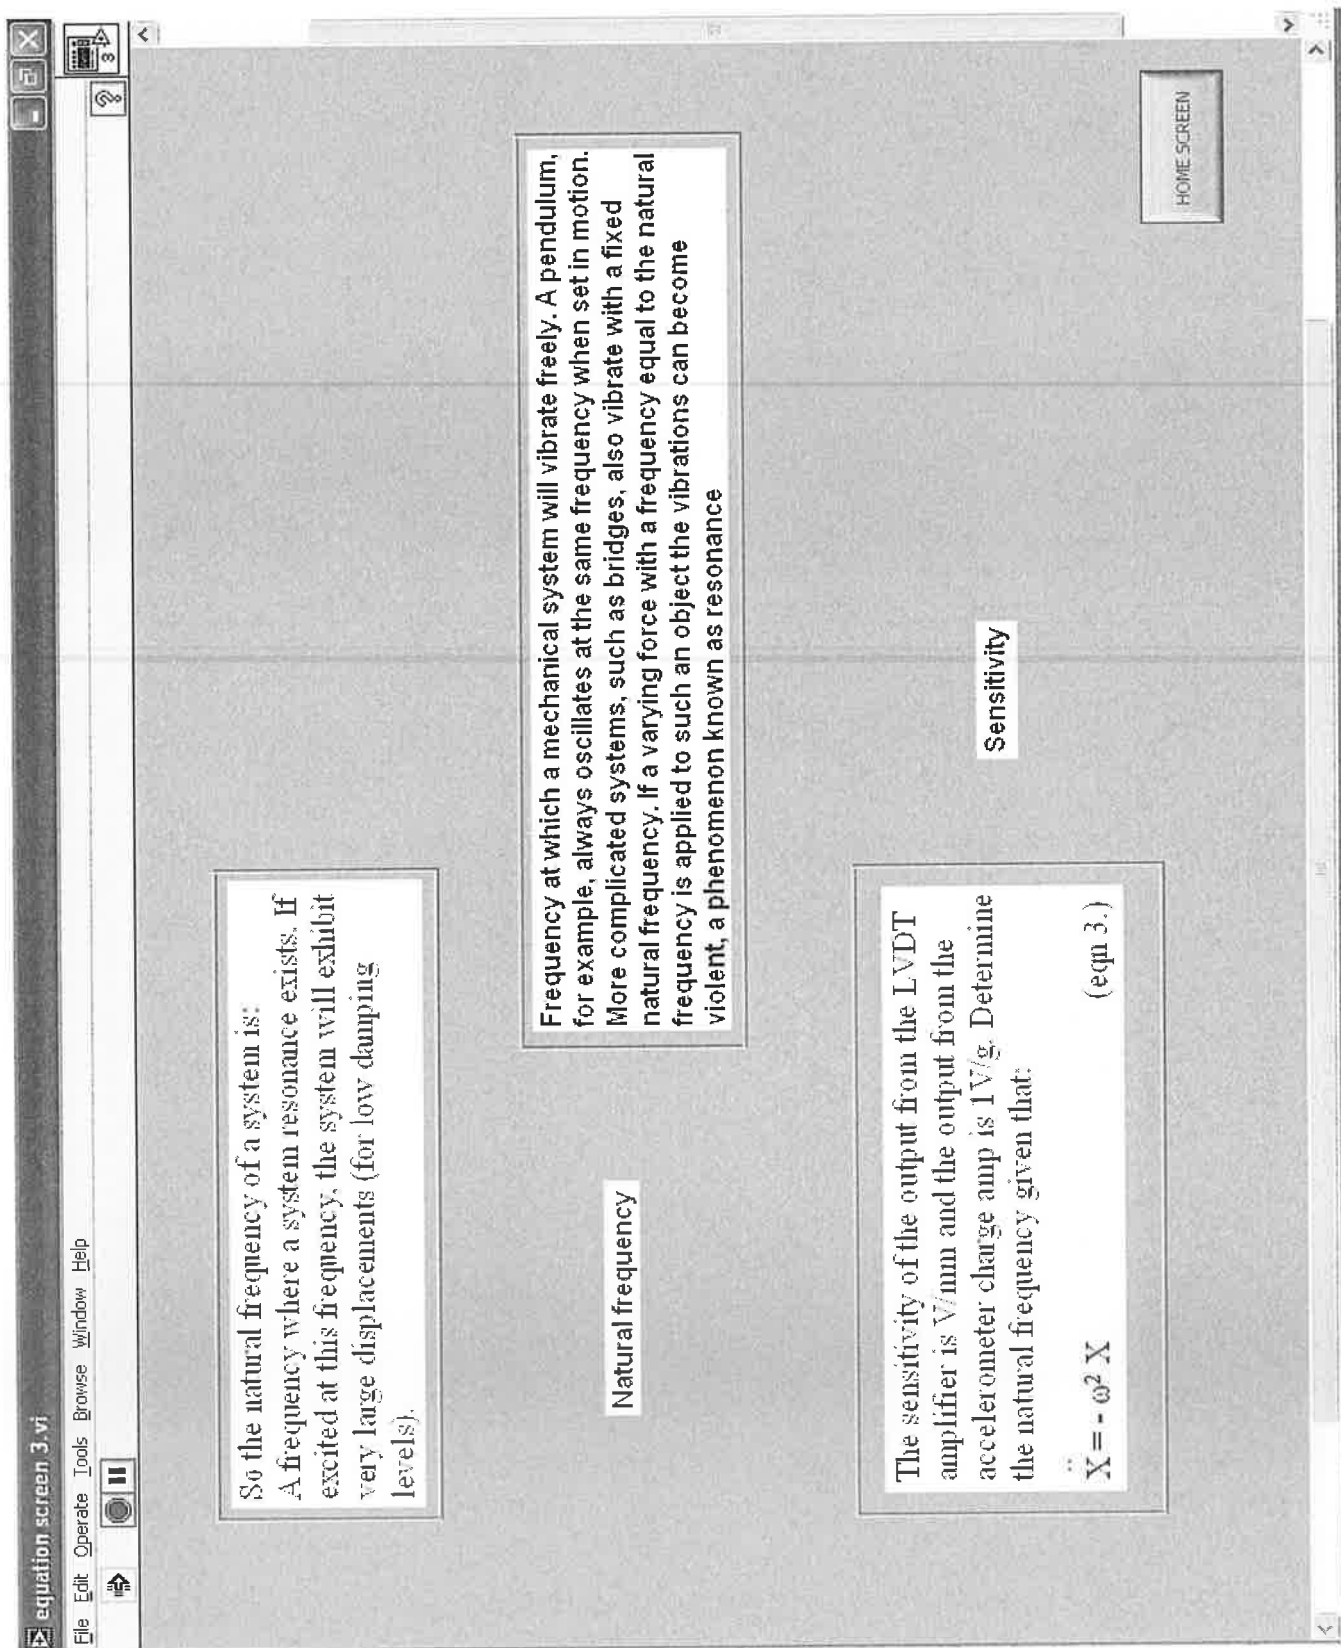 equation screen 3.vi
File Edit Operate Tools Browse Window Help
?
3
So the natural frequency of a system is:
A frequency where a system resonance exists. If
excited at this frequency, the system will exhibit
very large displacements (for low damping
levels).
Natural frequency
Frequency at which a mechanical system will vibrate freely. A pendulum,
for example, always oscillates at the same frequency when set in motion.
More complicated systems, such as bridges, also vibrate with a fixed
natural frequency. If a varying force with a frequency equal to the natural
frequency is applied to such an object the vibrations can become
violent, a phenomenon known as resonance
The sensitivity of the output from the LVDT
amplifier is V/mm and the output from the
accelerometer charge amp is 1V/g. Determine
the natural frequency given that:
Ẍ = - ω² X (eqn 3.)
Sensitivity
HOME SCREEN